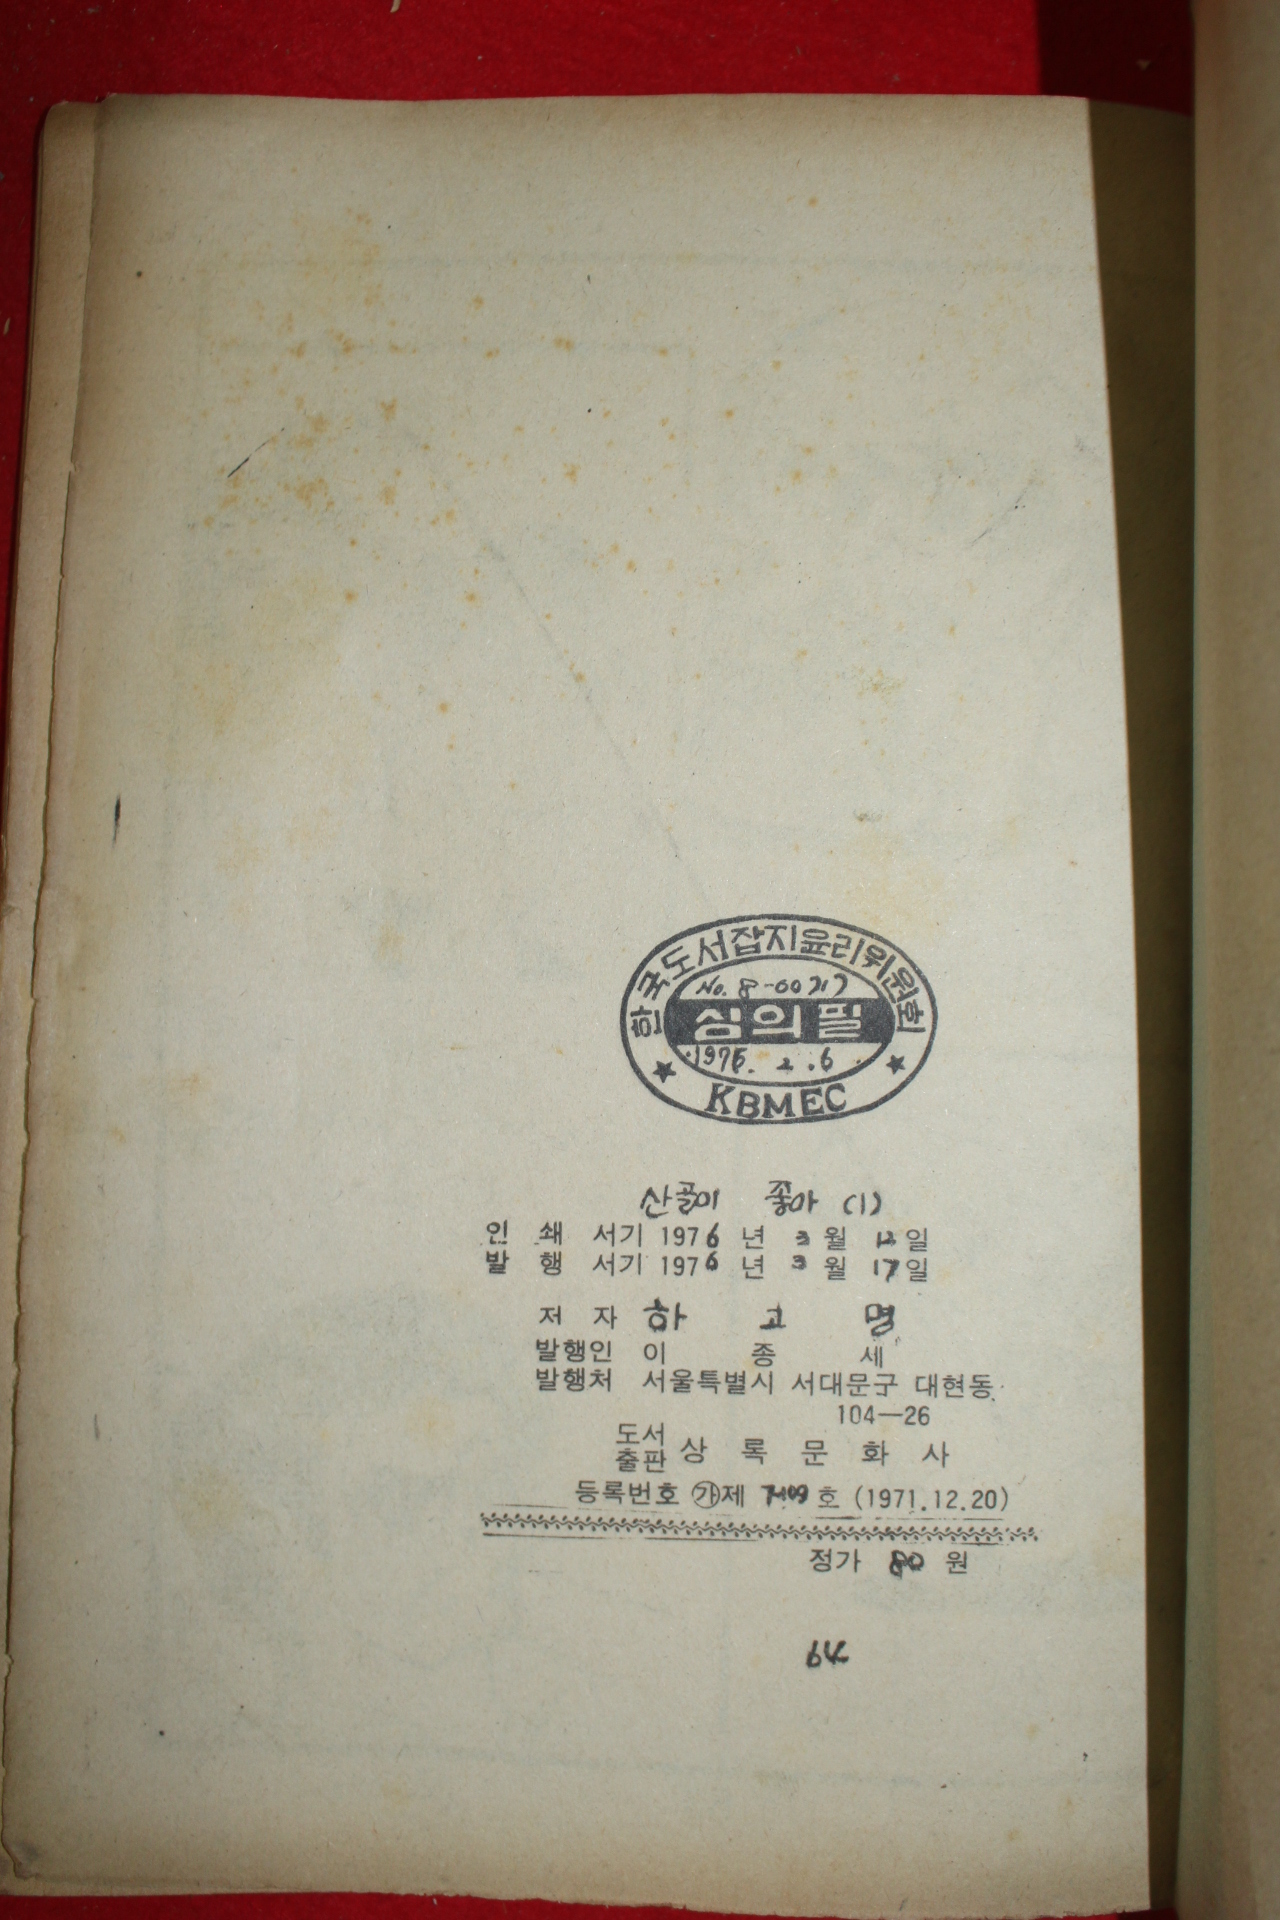 한국도서잡지윤리위원회
심의필
2.6
KBMEC
산골이 좋아 (1)
인 쇄 서기 1976 년 3 월 12 일
발 행 서기 1976 년 3 월 17 일
저 자 하 고 명
발행인 이 종 세
발행처 서울특별시 서대문구 대현동
104—26
도서
출판 상 록 문 화 사
등록번호 ㉮제 호 (1971.12.20)
정가 80 원
64